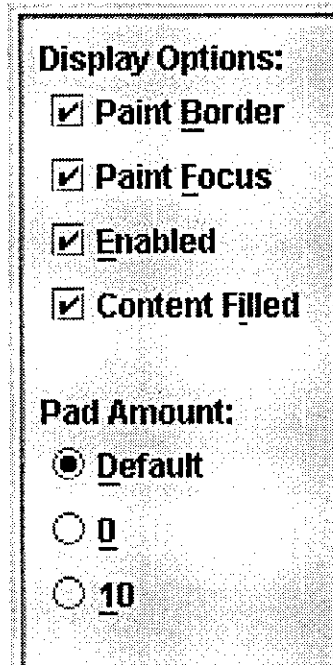 Display Options:
Paint Border
Paint Focus
Enabled
Content Filled
Pad Amount:
Default
0
10